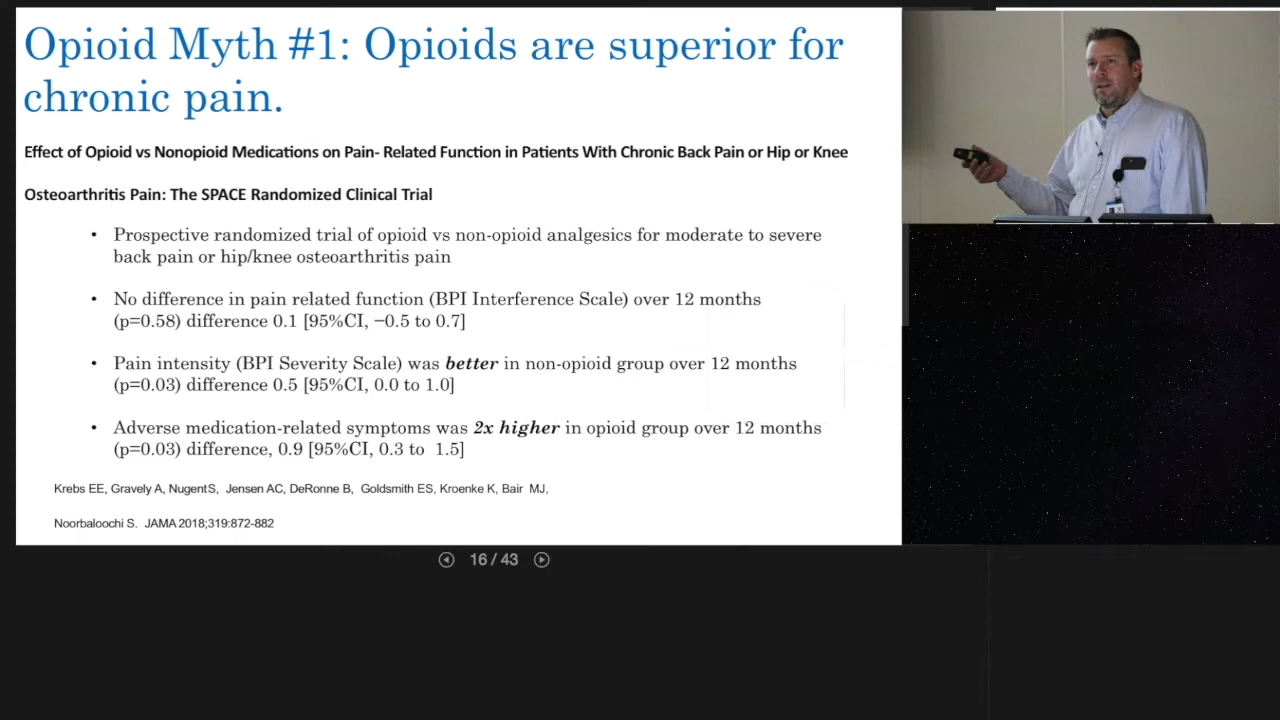 Opioid Myth #1: Opioids are superior for
chronic pain.
Effect of Opioid vs Nonopioid Medications on Pain- Related Function in Patients With Chronic Back Pain or Hip or Knee
Osteoarthritis Pain: The SPACE Randomized Clinical Trial
• Prospective randomized trial of opioid vs non-opioid analgesics for moderate to severe
back pain or hip/knee osteoarthritis pain
• No difference in pain related function (BPI Interference Scale) over 12 months
(p=0.58) difference 0.1 [95%CI, −0.5 to 0.7]
• Pain intensity (BPI Severity Scale) was better in non-opioid group over 12 months
(p=0.03) difference 0.5 [95%CI, 0.0 to 1.0]
• Adverse medication-related symptoms was 2x higher in opioid group over 12 months
(p=0.03) difference, 0.9 [95%CI, 0.3 to 1.5]
Krebs EE, Gravely A, NugentS, Jensen AC, DeRonne B, Goldsmith ES, Kroenke K, Bair MJ,
Noorbaloochi S. JAMA 2018;319:872-882
16 / 43